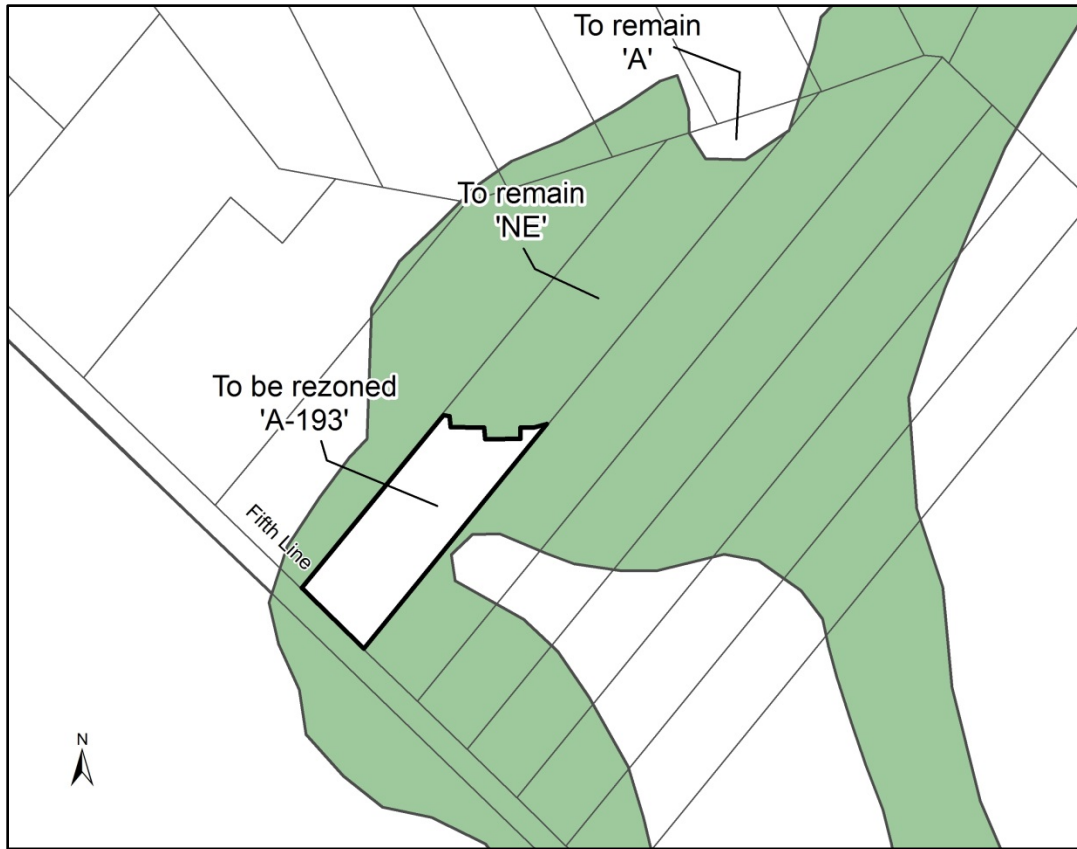 To remain
'A'
To remain
'NE'
To be rezoned
'A-193'
Fifth Line
N